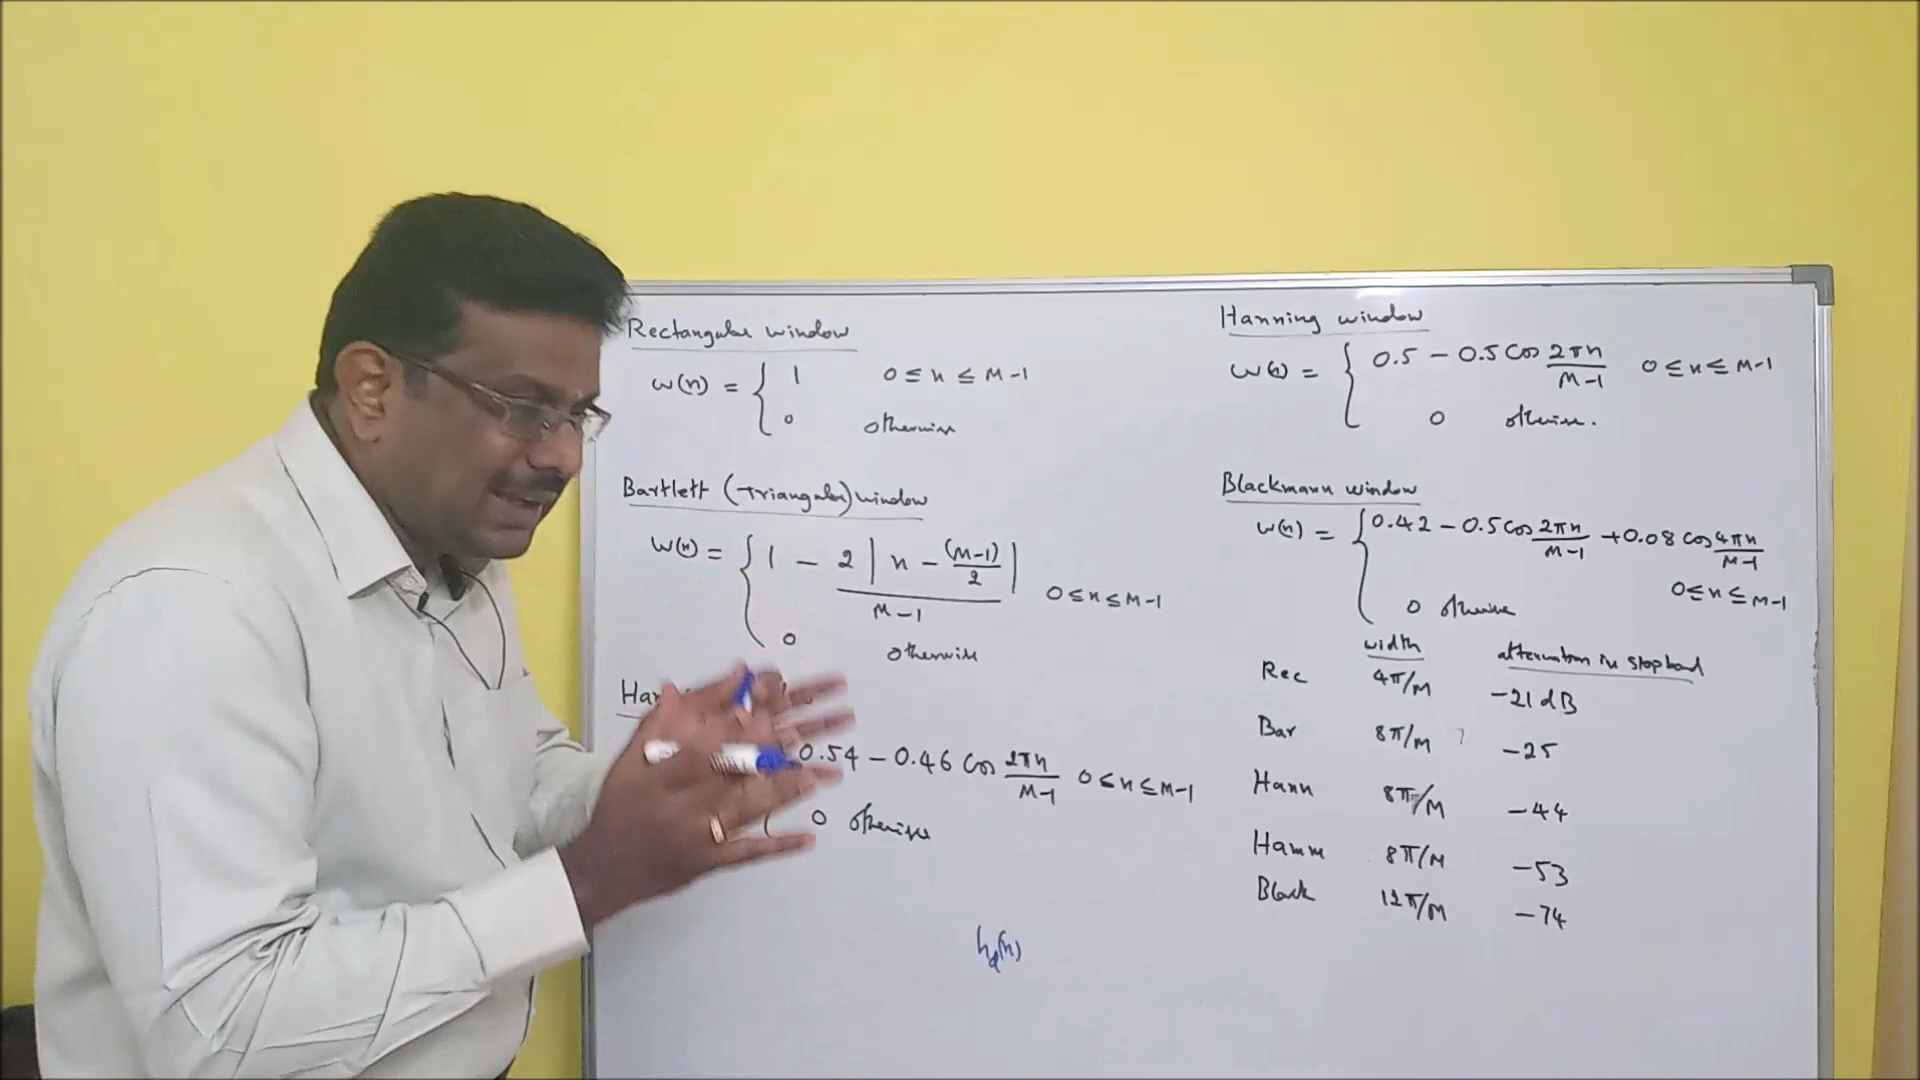 Rectangular window
w(n) = { 1 0 ≤ n ≤ M-1
0 otherwise
Bartlett (Triangular) window
w(n) = { 1 - 2 | n - (M-1)/2 | / M-1 0 ≤ n ≤ M-1
0 otherwise
0.54 - 0.46 Cos 2πn/M-1 0 ≤ n ≤ M-1
0 otherwise
hd(n)
Hanning window
w(n) = { 0.5 - 0.5 Cos 2πn/M-1 0 ≤ n ≤ M-1
0 otherwise.
Blackmann window
w(n) = { 0.42 - 0.5 Cos 2πn/M-1 + 0.08 Cos 4πn/M-1
0 ≤ n ≤ M-1
0 otherwise
width attenuation in stopband
Rec 4π/M -21 dB
Bar 8π/M -25
Hann 8π/M -44
Hamm 8π/M -53
Black 12π/M -74